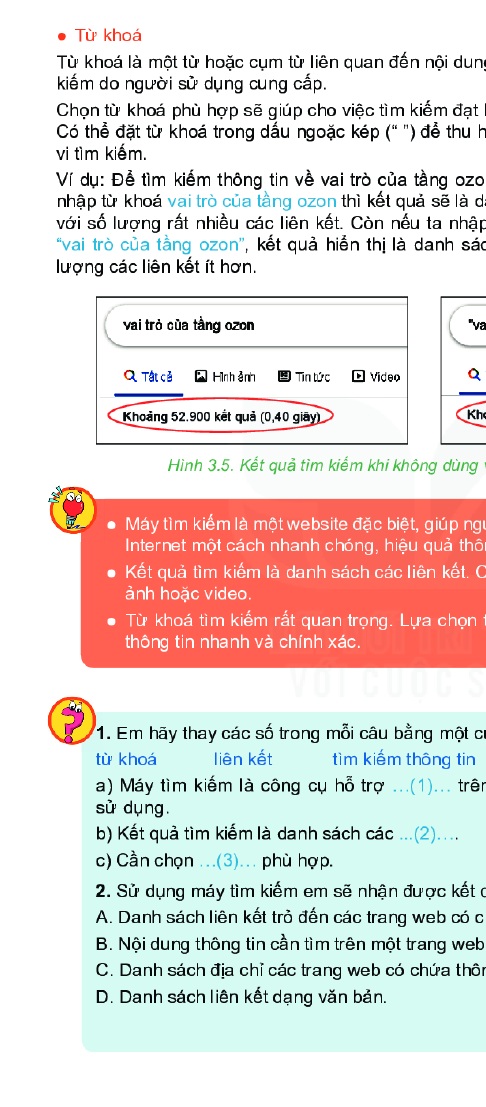 • Từ khoá
Từ khoá là một từ hoặc cụm từ liên quan đến nội dung
kiếm do người sử dụng cung cấp.
Chọn từ khoá phù hợp sẽ giúp cho việc tìm kiếm đạt
Có thể đặt từ khoá trong dấu ngoặc kép (“ ”) để thu
vi tìm kiếm.
Ví dụ: Để tìm kiếm thông tin về vai trò của tầng ozo
nhập từ khoá vai trò của tầng ozon thì kết quả sẽ là
với số lượng rất nhiều các liên kết. Còn nếu ta nhập
“vai trò của tầng ozon”, kết quả hiển thị là danh sác
lượng các liên kết ít hơn.
vai trò của tầng ozon "va
Tất cả Hình ảnh Tin tức Video
Khoảng 52.900 kết quả (0,40 giây) Kho
Hình 3.5. Kết quả tìm kiếm khi không dùng
• Máy tìm kiếm là một website đặc biệt, giúp ngư
Internet một cách nhanh chóng, hiệu quả thôn
• Kết quả tìm kiếm là danh sách các liên kết. C
ảnh hoặc video.
• Từ khoá tìm kiếm rất quan trọng. Lựa chọn
thông tin nhanh và chính xác.
VỚI CUỘC S
1. Em hãy thay các số trong mỗi câu bằng một cụ
từ khoá liên kết tìm kiếm thông tin
a) Máy tìm kiếm là công cụ hỗ trợ ...(1)... trên
sử dụng.
b) Kết quả tìm kiếm là danh sách các ...(2)....
c) Cần chọn ...(3)... phù hợp.
2. Sử dụng máy tìm kiếm em sẽ nhận được kết q
A. Danh sách liên kết trỏ đến các trang web có c
B. Nội dung thông tin cần tìm trên một trang web
C. Danh sách địa chỉ các trang web có chứa thôn
D. Danh sách liên kết dạng văn bản.